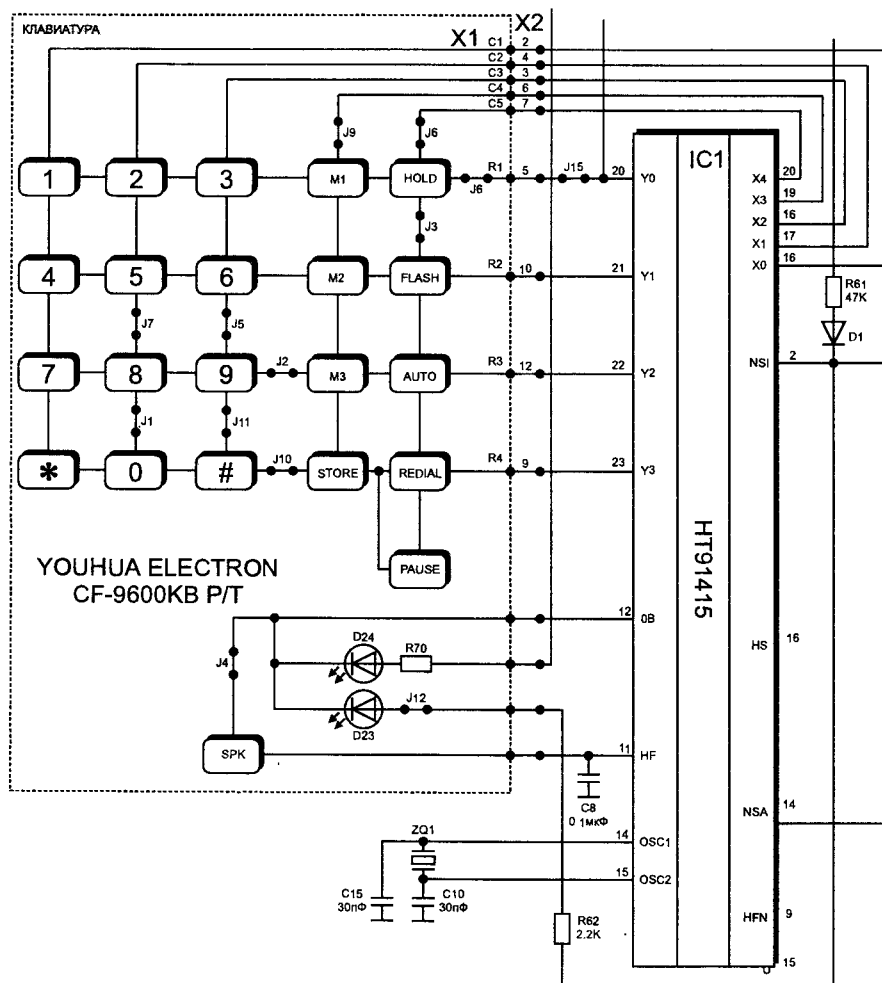 КЛАВИАТУРА
X1 X2
C1 2
C2 4
C3 3
C4 6
C5 7
J9 J6
IC1
1 2 3 M1 HOLD J6 R1 5 J15 20 Y0
X4 20
X3 19
X2 16
X1 17
X0 16
J3
4 5 6 M2 FLASH R2 10 21 Y1
R61
47K
D1
J7 J5
7 8 9 J2 M3 AUTO R3 12 22 Y2
NSI 2
J1 J11
* 0 # J10 STORE REDIAL R4 9 23 Y3
HT91415
PAUSE
YOUHUA ELECTRON
CF-9600KB P/T
12 0B
D24 R70
HS 16
J4
J12
D23
SPK
11 HF
C8
0 1мкФ
NSA 14
ZQ1
14 OSC1
15 OSC2
C15
30пФ
C10
30пФ
R62
2.2K
HFN 9
15